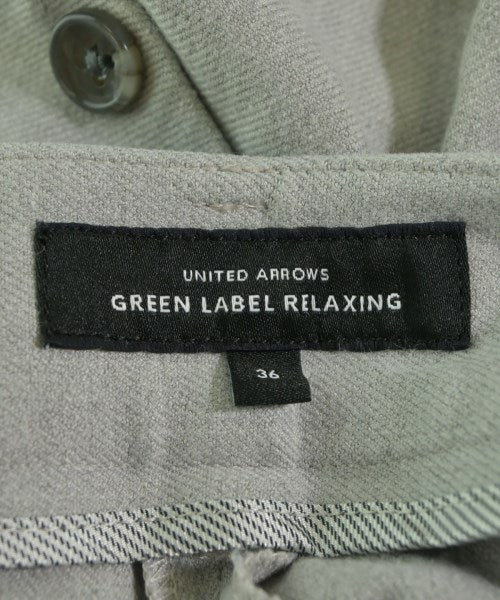 UNITED ARROWS
GREEN LABEL RELAXING
36